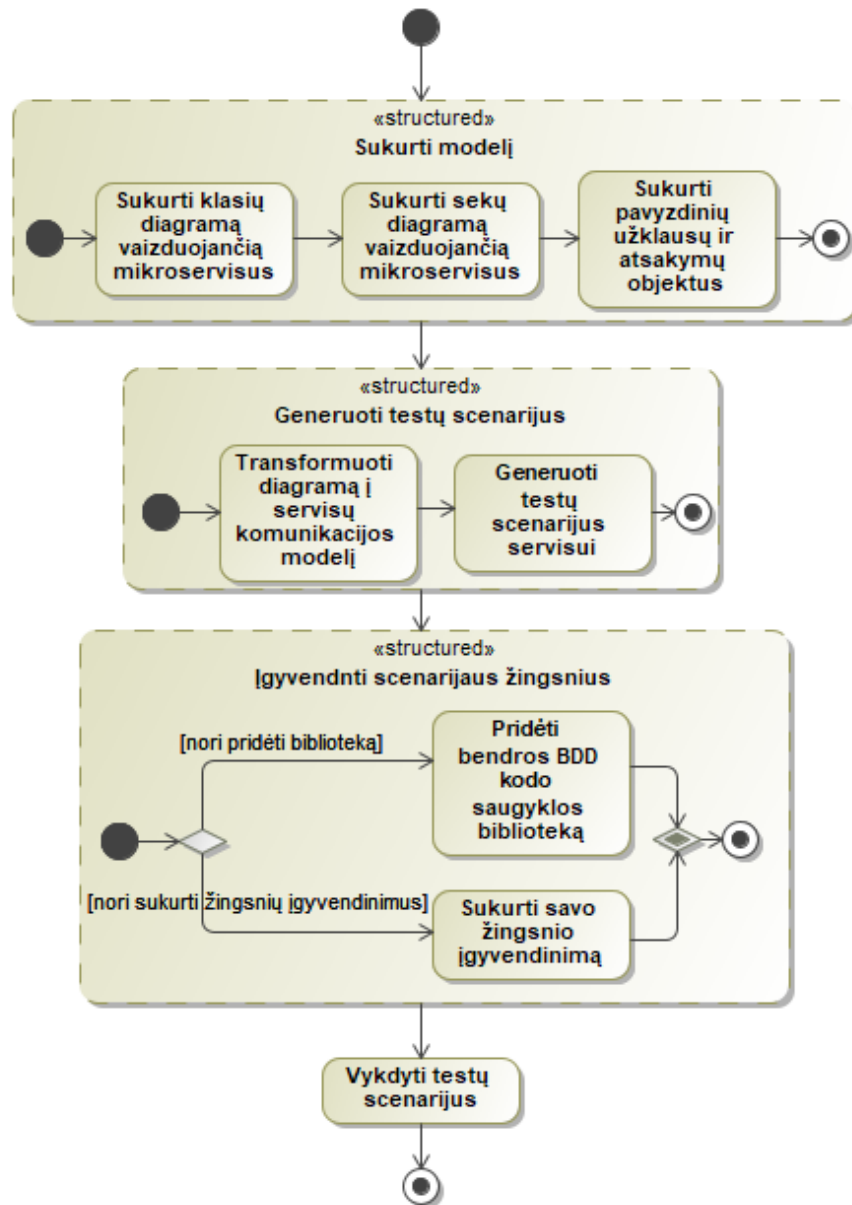 «structured»
Sukurti modelį
Sukurti klasių
diagramą
vaizduojančią
mikroservisus
Sukurti sekų
diagramą
vaizduojančią
mikroservisus
Sukurti
pavyzdinių
užklausų ir
atsakymų
objektus
«structured»
Generuoti testų scenarijus
Transformuoti
diagramą į
servisų
komunikacijos
modelį
Generuoti
testų
scenarijus
servisui
«structured»
Įgyvendnti scenarijaus žingsnius
[nori pridėti biblioteką]
Pridėti
bendros BDD
kodo
saugyklos
biblioteką
[nori sukurti žingsnių įgyvendinimus]
Sukurti savo
žingsnio
įgyvendinimą
Vykdyti testų
scenarijus